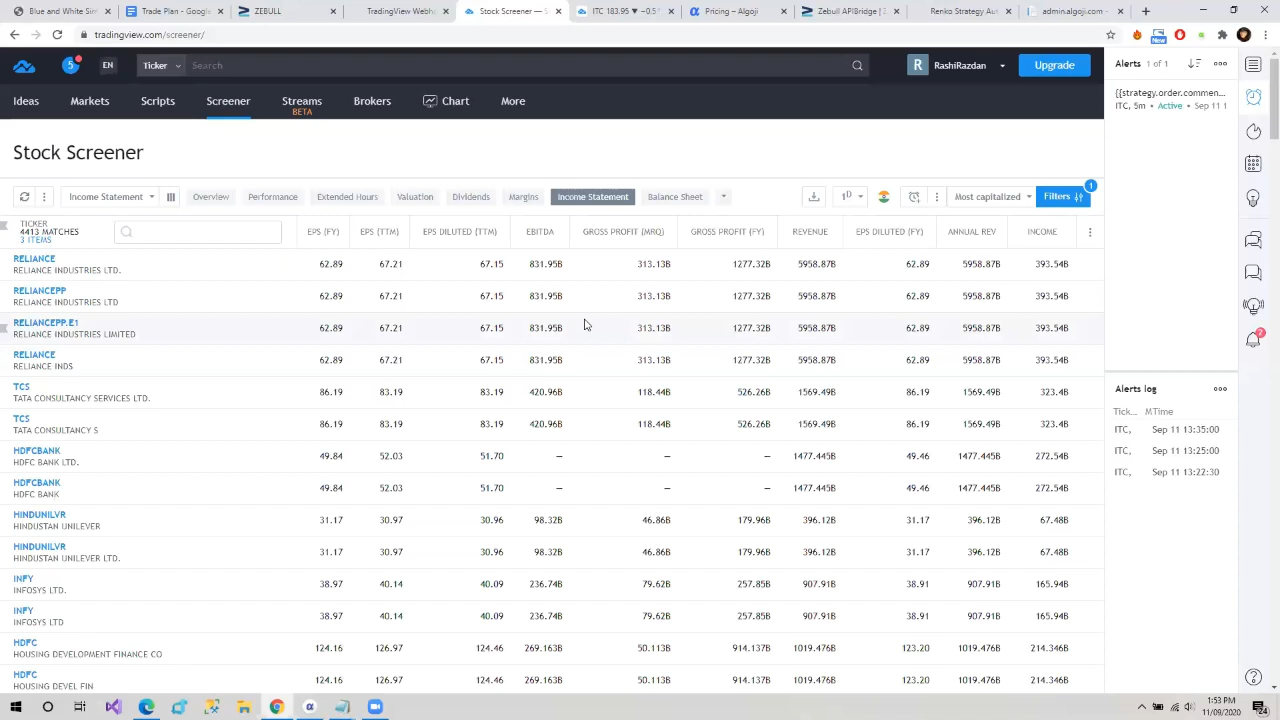 Blue and White Sim
Trade Plan - Google
ZEBULL
TradingView Webh
Stock Screener —
ITC 183.95 ▼ −0.5
Pricing – Algoji
Zebull APIBridge
Renko Strategy Aut
admin.algoji.com
tradingview.com/screener/
New
5
EN
Ticker
Search
R
RashiRazdan
Upgrade
Ideas
Markets
Scripts
Screener
Streams
BETA
Brokers
Chart
More
Stock Screener
Income Statement
Overview
Performance
Extended Hours
Valuation
Dividends
Margins
Income Statement
Balance Sheet
1D
Most capitalized
Filters
1
TICKER
4413 MATCHES
3 ITEMS
EPS (FY) EPS (TTM) EPS DILUTED (TTM) EBITDA GROSS PROFIT (MRQ) GROSS PROFIT (FY) REVENUE EPS DILUTED (FY) ANNUAL REV INCOME
RELIANCE
RELIANCE INDUSTRIES LTD.
62.89 67.21 67.15 831.95B 313.13B 1277.32B 5958.87B 62.89 5958.87B 393.54B
RELIANCEPP
RELIANCE INDUSTRIES LTD
62.89 67.21 67.15 831.95B 313.13B 1277.32B 5958.87B 62.89 5958.87B 393.54B
RELIANCEPP.E1
RELIANCE INDUSTRIES LIMITED
62.89 67.21 67.15 831.95B 313.13B 1277.32B 5958.87B 62.89 5958.87B 393.54B
RELIANCE
RELIANCE INDS
62.89 67.21 67.15 831.95B 313.13B 1277.32B 5958.87B 62.89 5958.87B 393.54B
TCS
TATA CONSULTANCY SERVICES LTD.
86.19 83.19 83.19 420.96B 118.44B 526.26B 1569.49B 86.19 1569.49B 323.4B
TCS
TATA CONSULTANCY S
86.19 83.19 83.19 420.96B 118.44B 526.26B 1569.49B 86.19 1569.49B 323.4B
HDFCBANK
HDFC BANK LTD.
49.84 52.03 51.70 — — — 1477.445B 49.46 1477.445B 272.54B
HDFCBANK
HDFC BANK
49.84 52.03 51.70 — — — 1477.445B 49.46 1477.445B 272.54B
HINDUNILVR
HINDUSTAN UNILEVER
31.17 30.97 30.96 98.32B 46.86B 179.96B 396.12B 31.17 396.12B 67.48B
HINDUNILVR
HINDUSTAN UNILEVER LTD.
31.17 30.97 30.96 98.32B 46.86B 179.96B 396.12B 31.17 396.12B 67.48B
INFY
INFOSYS LTD.
38.97 40.14 40.09 236.74B 79.62B 257.85B 907.91B 38.91 907.91B 165.94B
INFY
INFOSYS LTD
38.97 40.14 40.09 236.74B 79.62B 257.85B 907.91B 38.91 907.91B 165.94B
HDFC
HOUSING DEVELOPMENT FINANCE CO
124.16 126.97 124.46 269.163B 50.113B 914.137B 1019.476B 123.20 1019.476B 214.346B
HDFC
HOUSING DEVEL FIN
124.16 126.97 124.46 269.163B 50.113B 914.137B 1019.476B 123.20 1019.476B 214.346B
Alerts 1 of 1
{{strategy.order.commen...
ITC, 5m • Active • Sep 11 1
Alerts log
Tick... MTime
ITC, Sep 11 13:35:00
ITC, Sep 11 13:25:00
ITC, Sep 11 13:22:30
2
1:53 PM
11/09/2020
24